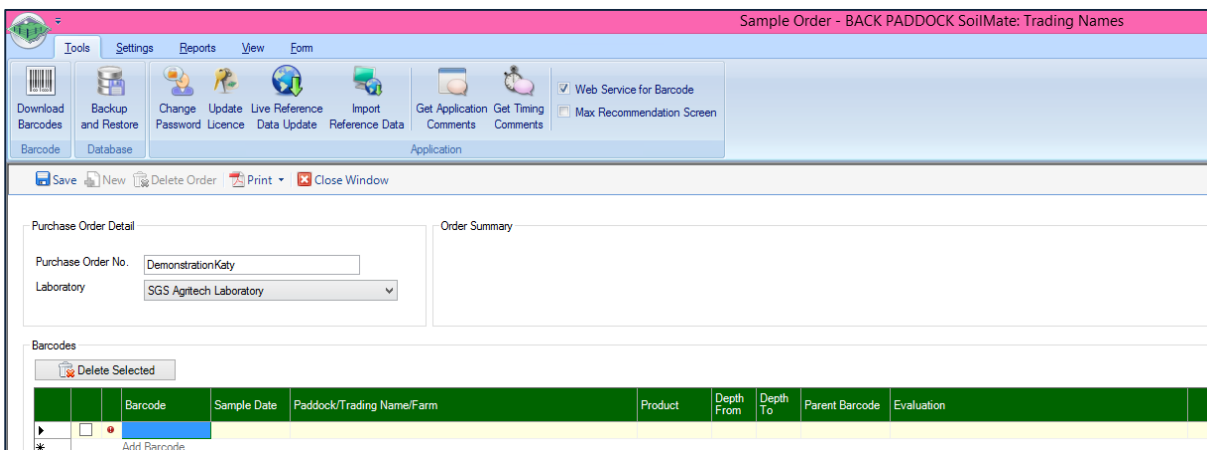 Sample Order - BACK PADDOCK SoilMate: Trading Names
Tools Settings Reports View Form
Download Barcodes
Backup and Restore
Change Password
Update Licence
Live Reference Data Update
Import Reference Data
Get Application Comments
Get Timing Comments
Web Service for Barcode
Max Recommendation Screen
Barcode Database Application
Save New Delete Order Print Close Window
Purchase Order Detail Order Summary
Purchase Order No. DemonstrationKaty
Laboratory SGS Agritech Laboratory
Barcodes
Delete Selected
Barcode Sample Date Paddock/Trading Name/Farm Product Depth From Depth To Parent Barcode Evaluation
Add Barcode